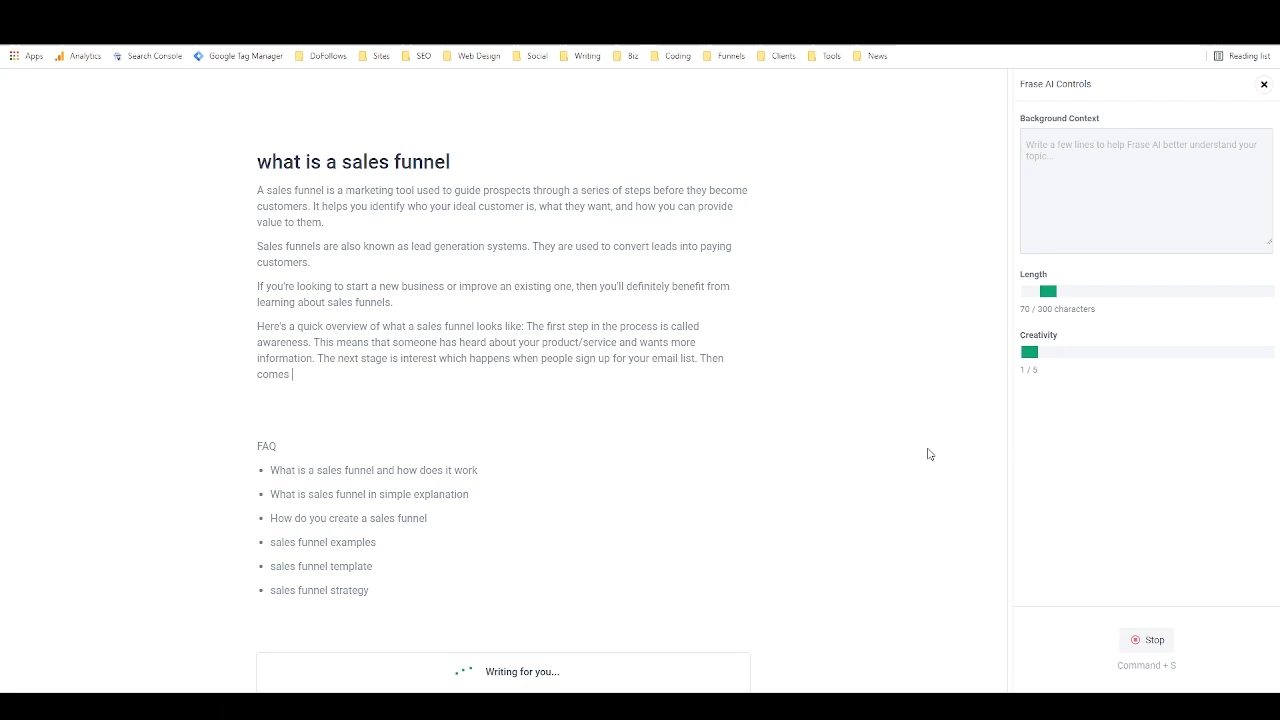 Apps Analytics Search Console Google Tag Manager DoFollows Sites SEO Web Design Social Writing Biz Coding Funnels Clients Tools News Reading list
Frase AI Controls
Background Context
Write a few lines to help Frase AI better understand your
topic...
what is a sales funnel
A sales funnel is a marketing tool used to guide prospects through a series of steps before they become
customers. It helps you identify who your ideal customer is, what they want, and how you can provide
value to them.
Sales funnels are also known as lead generation systems. They are used to convert leads into paying
customers.
If you're looking to start a new business or improve an existing one, then you'll definitely benefit from
learning about sales funnels.
Here's a quick overview of what a sales funnel looks like: The first step in the process is called
awareness. This means that someone has heard about your product/service and wants more
information. The next stage is interest which happens when people sign up for your email list. Then
comes
Length
70 / 300 characters
Creativity
1 / 5
FAQ
• What is a sales funnel and how does it work
• What is sales funnel in simple explanation
• How do you create a sales funnel
• sales funnel examples
• sales funnel template
• sales funnel strategy
Writing for you...
Stop
Command + S